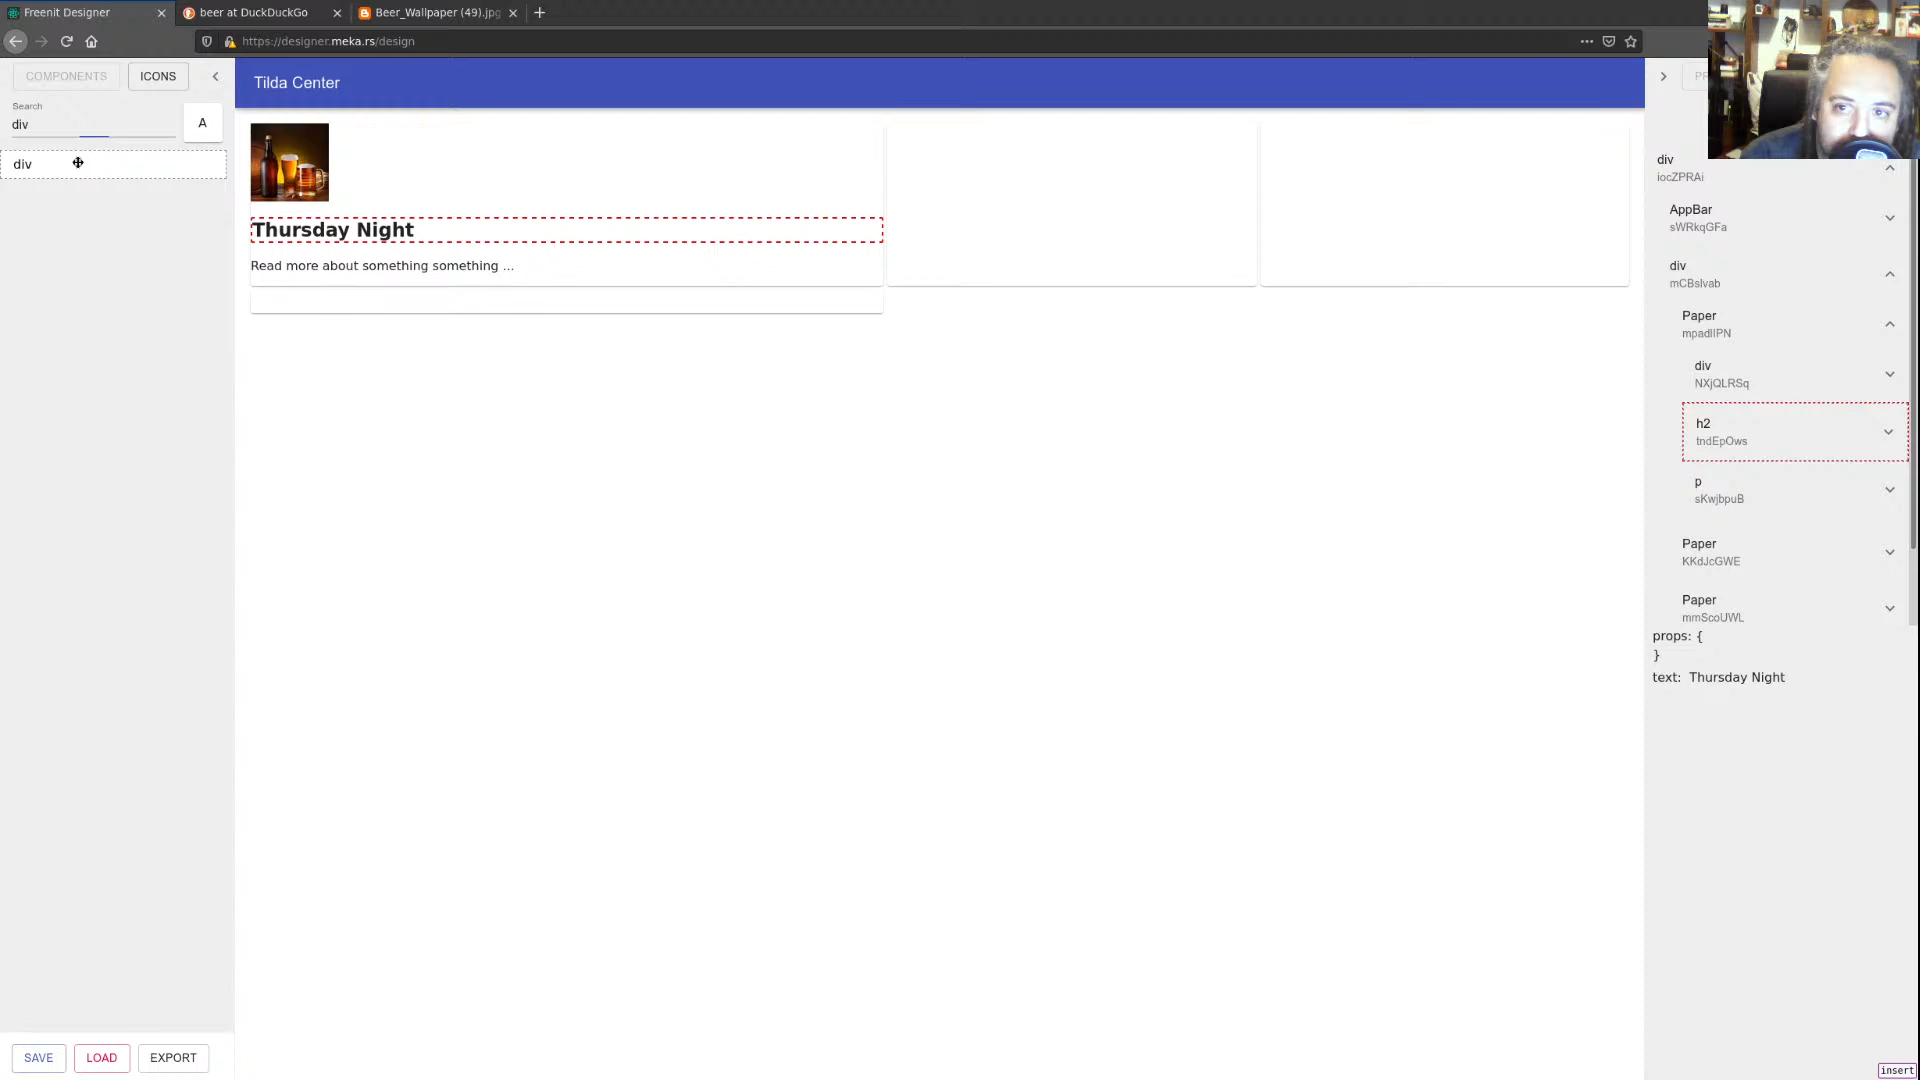 Freenit Designer
beer at DuckDuckGo
Beer_Wallpaper (49).jpg
https://designer.meka.rs/design
COMPONENTS
ICONS
Search
div
A
div
SAVE
LOAD
EXPORT
Tilda Center
Thursday Night
Read more about something something ...
PR
div
iocZPRAi
AppBar
sWRkqGFa
div
mCBslvab
Paper
mpadIIPN
div
NXjQLRSq
h2
tndEpOws
p
sKwjbpuB
Paper
KKdJcGWE
Paper
mmScoUWL
props: {
}
text: Thursday Night
insert